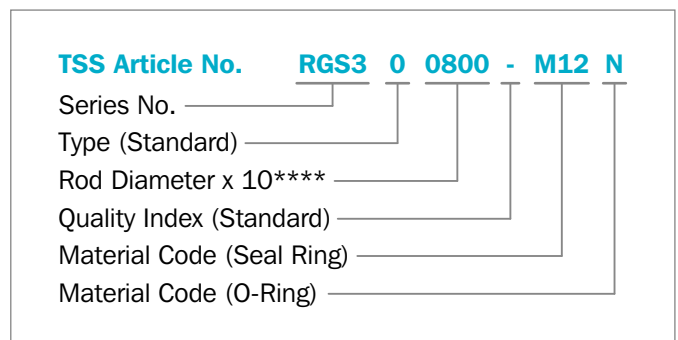 TSS Article No. RGS3 0 0800 - M12 N
Series No.
Type (Standard)
Rod Diameter x 10****
Quality Index (Standard)
Material Code (Seal Ring)
Material Code (O-Ring)